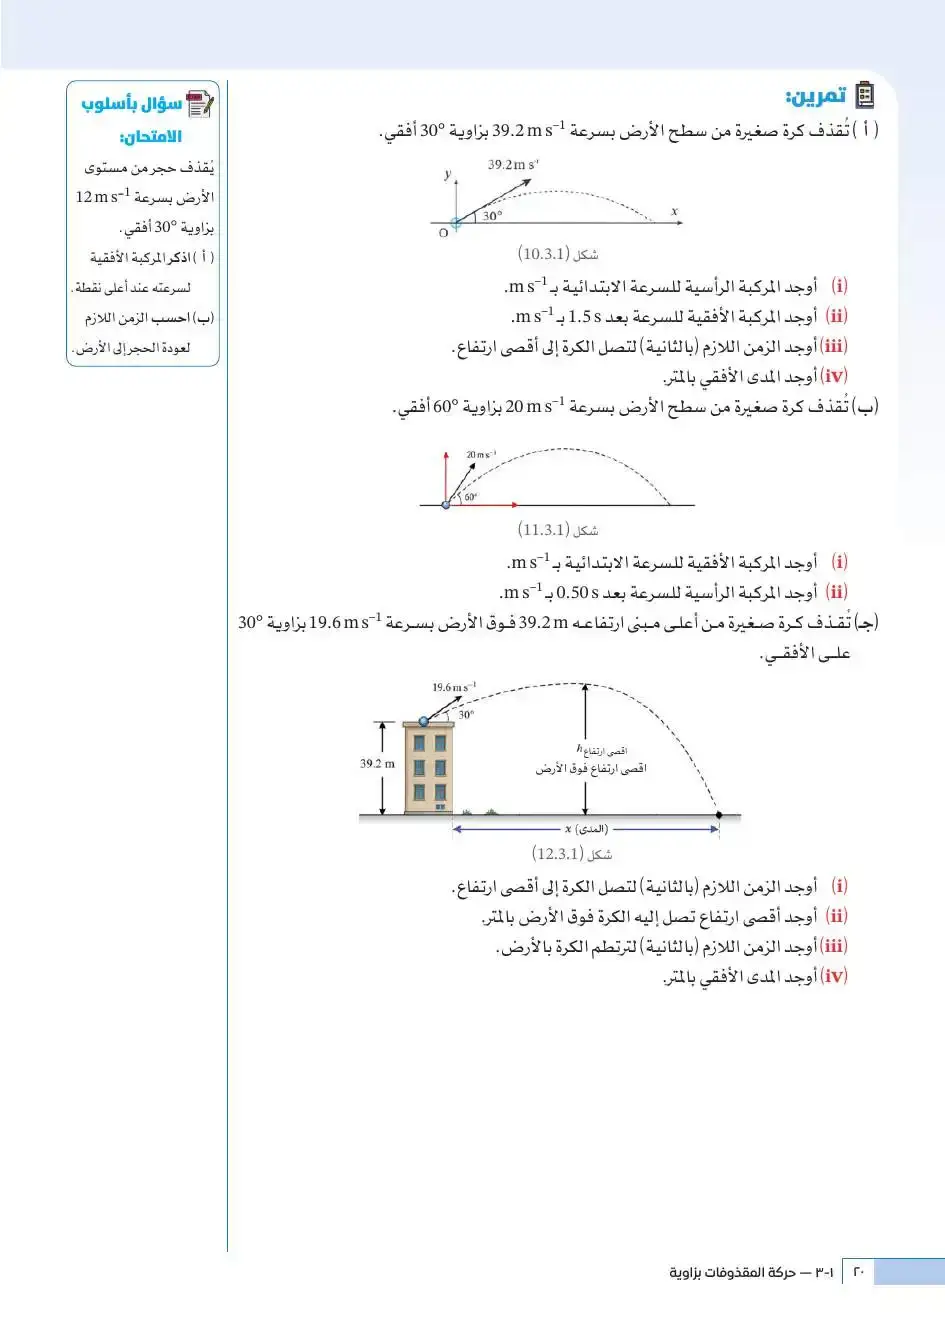 تمرين:
( أ ) تُقذف كرة صغيرة من سطح الأرض بسرعة 39.2 m s⁻¹ بزاوية 30° أفقي.
39.2 m s⁻¹
y
30°
x
O
شكل (10.3.1)
(i) أوجد المركبة الرأسية للسرعة الابتدائية بـ m s⁻¹.
(ii) أوجد المركبة الأفقية للسرعة بعد 1.5 s بـ m s⁻¹.
(iii) أوجد الزمن اللازم (بالثانية) لتصل الكرة إلى أقصى ارتفاع.
(iv) أوجد المدى الأفقي بالمتر.
(ب) تُقذف كرة صغيرة من سطح الأرض بسرعة 20 m s⁻¹ بزاوية 60° أفقي.
20 m s⁻¹
60°
شكل (11.3.1)
(i) أوجد المركبة الأفقية للسرعة الابتدائية بـ m s⁻¹.
(ii) أوجد المركبة الرأسية للسرعة بعد 0.50 s بـ m s⁻¹.
(جـ) تُقذف كرة صغيرة من أعلى مبنى ارتفاعه 39.2 m فوق الأرض بسرعة 19.6 m s⁻¹ بزاوية 30°
على الأفقي.
19.6 m s⁻¹
30°
39.2 m
h اقصى ارتفاع
اقصى ارتفاع فوق الأرض
x (المدى)
شكل (12.3.1)
(i) أوجد الزمن اللازم (بالثانية) لتصل الكرة إلى أقصى ارتفاع.
(ii) أوجد أقصى ارتفاع تصل إليه الكرة فوق الأرض بالمتر.
(iii) أوجد الزمن اللازم (بالثانية) لترتطم الكرة بالأرض.
(iv) أوجد المدى الأفقي بالمتر.
سؤال بأسلوب
الامتحان:
يُقذف حجر من مستوى
الأرض بسرعة 12 m s⁻¹
بزاوية 30° أفقي.
( أ ) اذكر المركبة الأفقية
لسرعته عند أعلى نقطة.
(ب) احسب الزمن اللازم
لعودة الحجر إلى الأرض.
٢٠ ١-٣ — حركة المقذوفات بزاوية